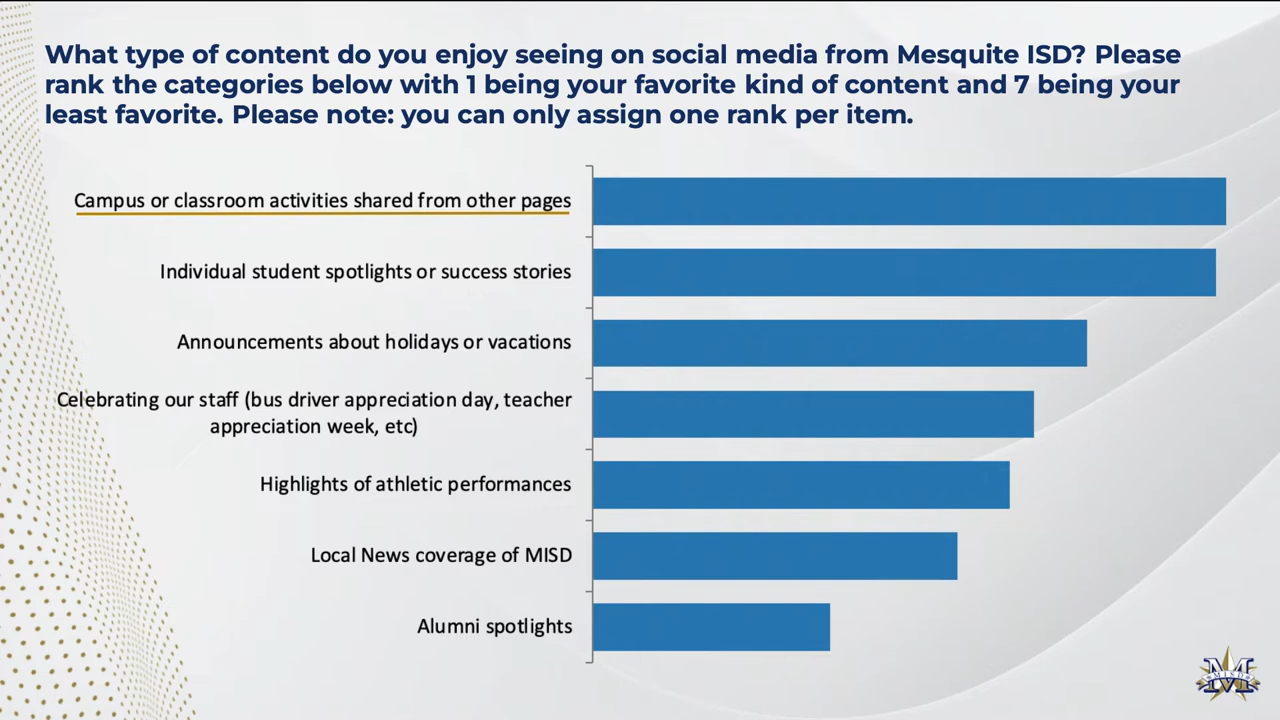 What type of content do you enjoy seeing on social media from Mesquite ISD? Please
rank the categories below with 1 being your favorite kind of content and 7 being your
least favorite. Please note: you can only assign one rank per item.
Campus or classroom activities shared from other pages
Individual student spotlights or success stories
Announcements about holidays or vacations
Celebrating our staff (bus driver appreciation day, teacher
appreciation week, etc)
Highlights of athletic performances
Local News coverage of MISD
Alumni spotlights
M
MISD